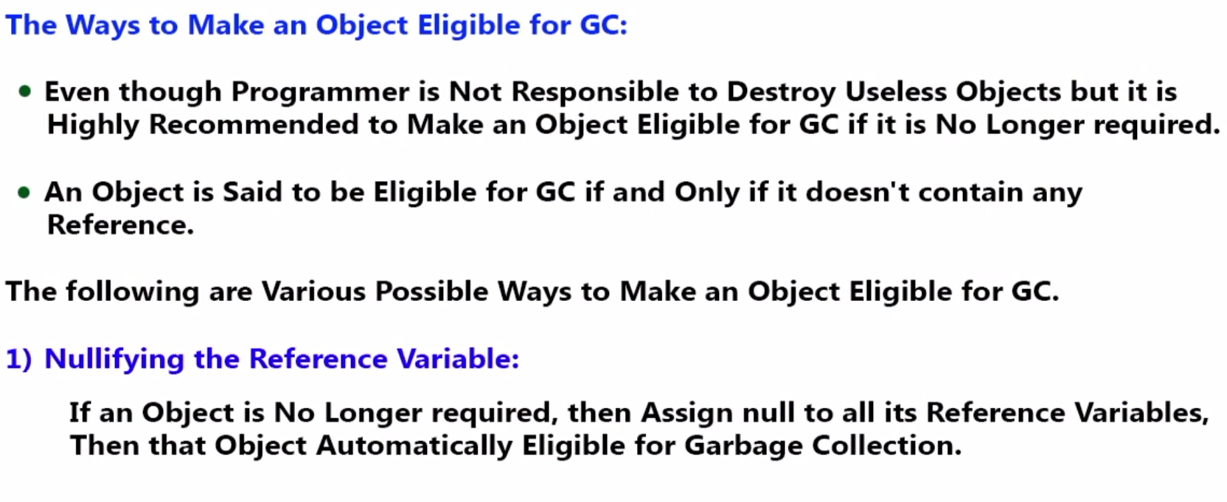 The Ways to Make an Object Eligible for GC:
• Even though Programmer is Not Responsible to Destroy Useless Objects but it is
Highly Recommended to Make an Object Eligible for GC if it is No Longer required.
• An Object is Said to be Eligible for GC if and Only if it doesn't contain any
Reference.
The following are Various Possible Ways to Make an Object Eligible for GC.
1) Nullifying the Reference Variable:
If an Object is No Longer required, then Assign null to all its Reference Variables,
Then that Object Automatically Eligible for Garbage Collection.